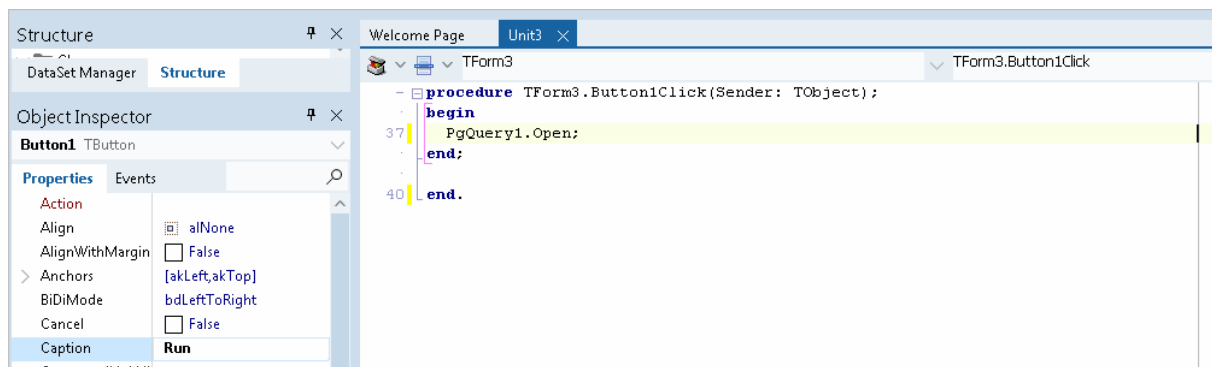 Structure
DataSet Manager Structure
Object Inspector
Button1 TButton
Properties Events
Action
Align alNone
AlignWithMargin False
Anchors [akLeft,akTop]
BiDiMode bdLeftToRight
Cancel False
Caption Run
Welcome Page Unit3
TForm3 TForm3.Button1Click
procedure TForm3.Button1Click(Sender: TObject);
begin
37 PgQuery1.Open;
end;
40 end.